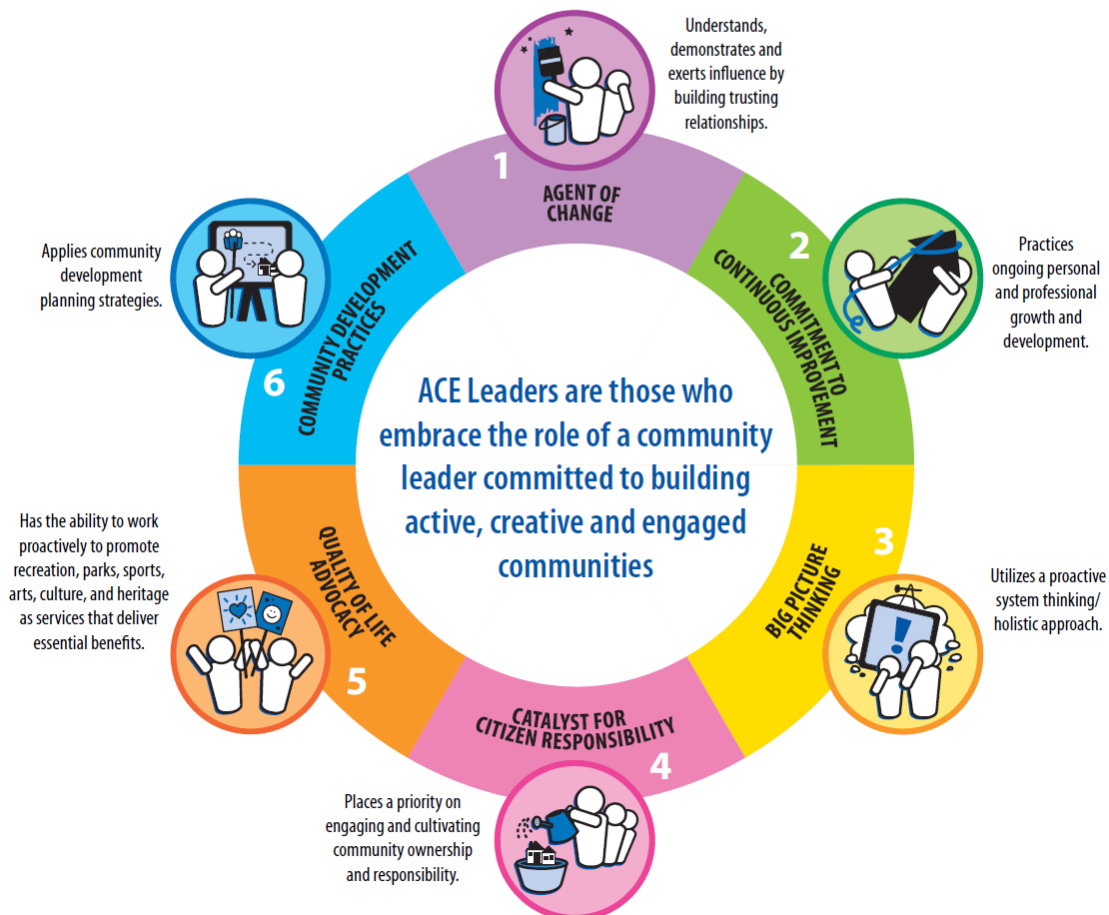 Understands,
demonstrates and
exerts influence by
building trusting
relationships.
1
AGENT OF
CHANGE
2
COMMITMENT TO
CONTINUOUS IMPROVEMENT
Practices
ongoing personal
and professional
growth and
development.
3
BIG PICTURE
THINKING
Utilizes a proactive
system thinking/
holistic approach.
4
CATALYST FOR
CITIZEN RESPONSIBILITY
Places a priority on
engaging and cultivating
community ownership
and responsibility.
5
QUALITY OF LIFE
ADVOCACY
Has the ability to work
proactively to promote
recreation, parks, sports,
arts, culture, and heritage
as services that deliver
essential benefits.
6
COMMUNITY DEVELOPMENT
PRACTICES
Applies community
development
planning strategies.
ACE Leaders are those who
embrace the role of a community
leader committed to building
active, creative and engaged
communities
!